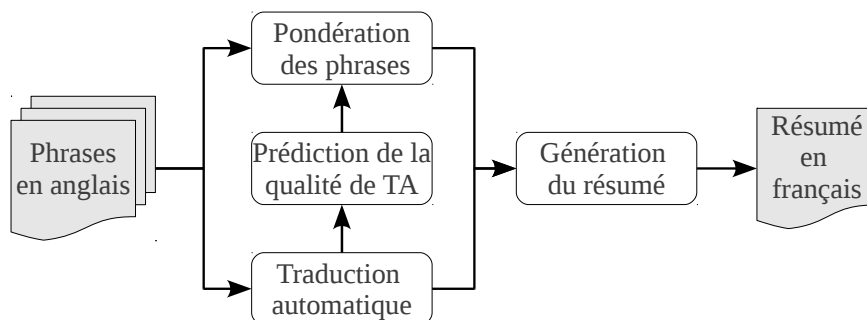 Phrases
en anglais
Pondération
des phrases
Prédiction de la
qualité de TA
Traduction
automatique
Génération
du résumé
Résumé
en
français